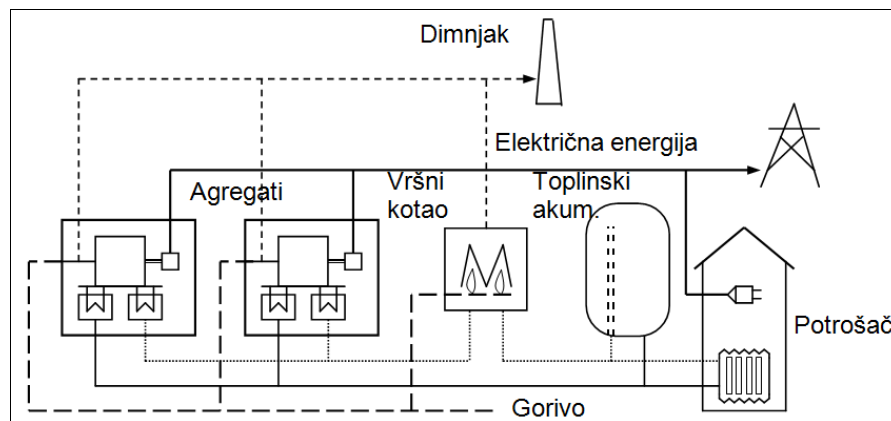 Dimnjak
Električna energija
Agregati
Vršni
kotao
Toplinski
akum.
Potrošač
Gorivo